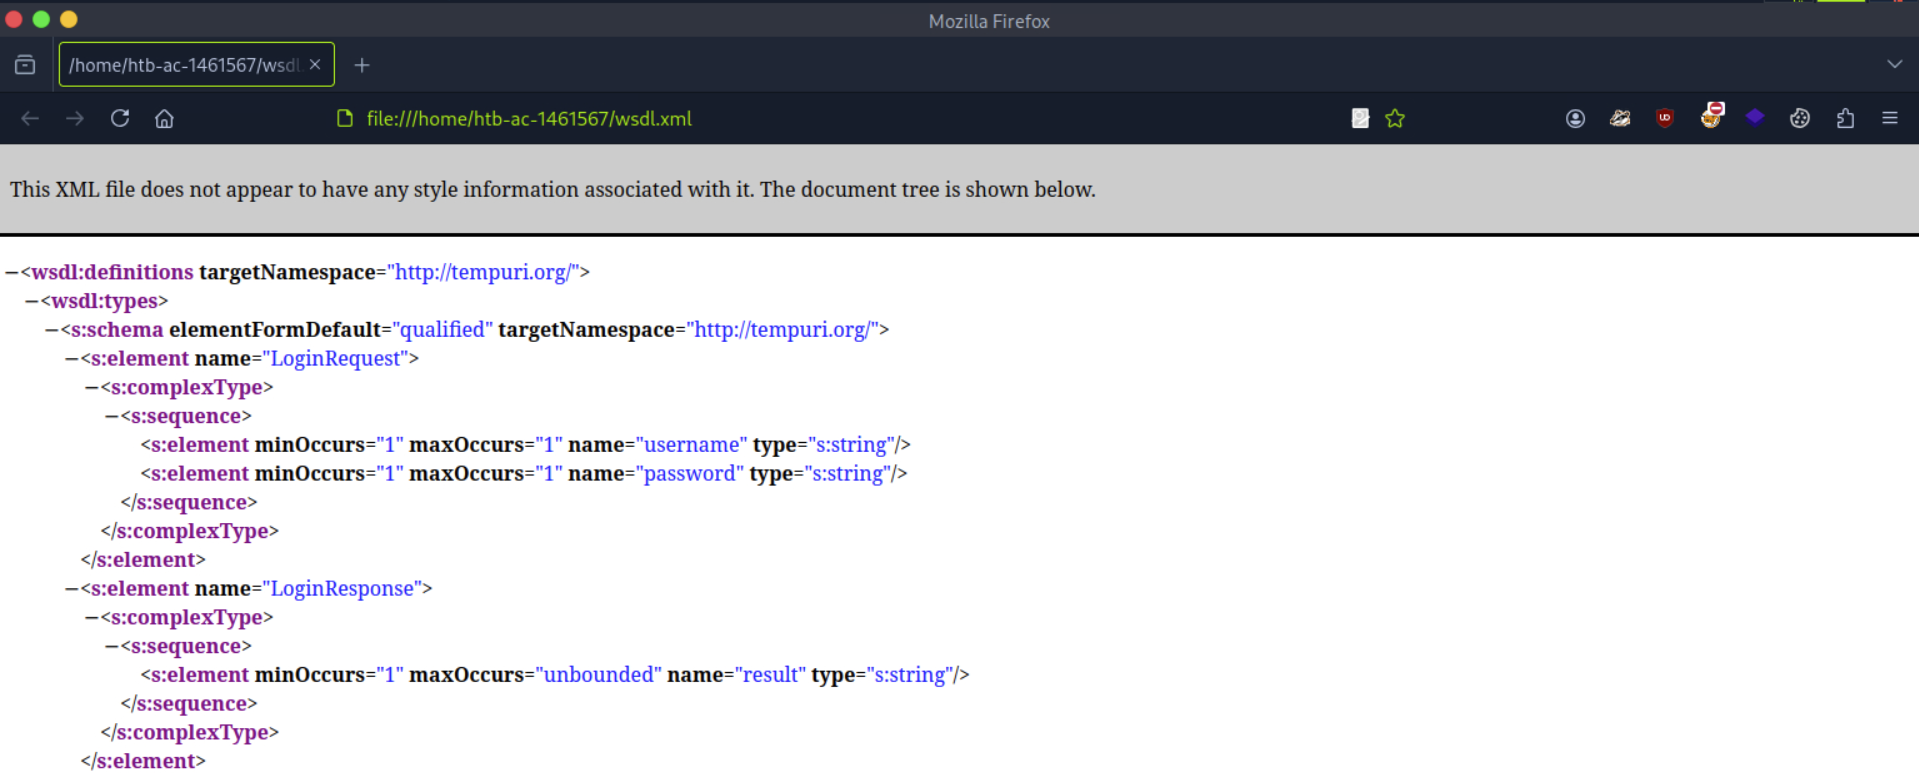 Mozilla Firefox
/home/htb-ac-1461567/wsdl.
file:///home/htb-ac-1461567/wsdl.xml
This XML file does not appear to have any style information associated with it. The document tree is shown below.
−<wsdl:definitions targetNamespace="http://tempuri.org/">
−<wsdl:types>
−<s:schema elementFormDefault="qualified" targetNamespace="http://tempuri.org/">
−<s:element name="LoginRequest">
−<s:complexType>
−<s:sequence>
<s:element minOccurs="1" maxOccurs="1" name="username" type="s:string"/>
<s:element minOccurs="1" maxOccurs="1" name="password" type="s:string"/>
</s:sequence>
</s:complexType>
</s:element>
−<s:element name="LoginResponse">
−<s:complexType>
−<s:sequence>
<s:element minOccurs="1" maxOccurs="unbounded" name="result" type="s:string"/>
</s:sequence>
</s:complexType>
</s:element>